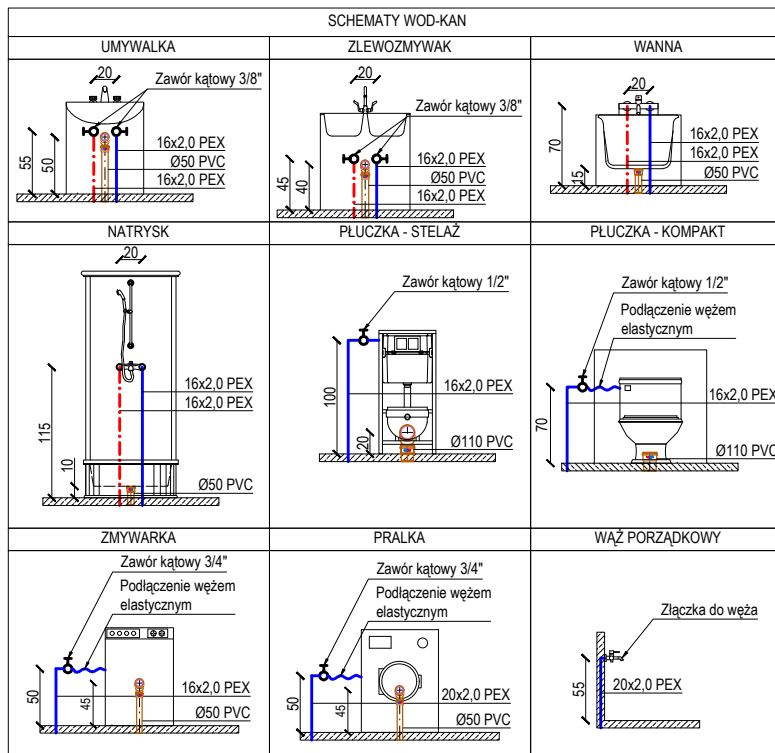 SCHEMATY WOD-KAN
UMYWALKA
20
Zawór kątowy 3/8"
55
50
16x2,0 PEX
Ø50 PVC
16x2,0 PEX
ZLEWOZMYWAK
20
Zawór kątowy 3/8"
45
40
16x2,0 PEX
Ø50 PVC
16x2,0 PEX
WANNA
20
70
15
16x2,0 PEX
16x2,0 PEX
Ø50 PVC
NATRYSK
20
115
10
16x2,0 PEX
16x2,0 PEX
Ø50 PVC
PŁUCZKA - STELAŻ
Zawór kątowy 1/2"
100
20
16x2,0 PEX
Ø110 PVC
PŁUCZKA - KOMPAKT
Zawór kątowy 1/2"
Podłączenie wężem
elastycznym
70
16x2,0 PEX
Ø110 PVC
ZMYWARKA
Zawór kątowy 3/4"
Podłączenie wężem
elastycznym
50
45
16x2,0 PEX
Ø50 PVC
PRALKA
Zawór kątowy 3/4"
Podłączenie wężem
elastycznym
50
45
20x2,0 PEX
Ø50 PVC
WĄŻ PORZĄDKOWY
Złączka do węża
55
20x2,0 PEX